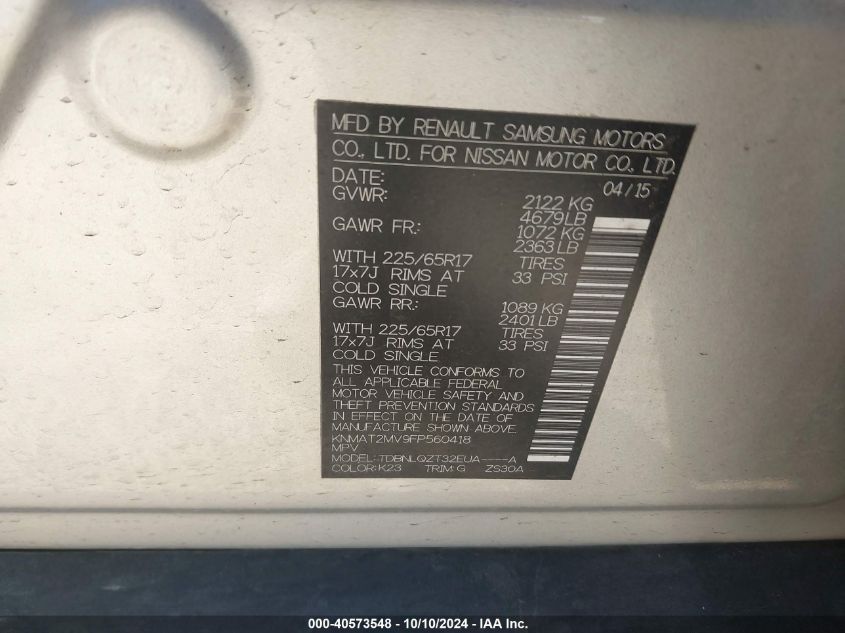 MFD BY RENAULT SAMSUNG MOTORS
CO., LTD. FOR NISSAN MOTOR CO., LTD.
DATE: 04/15
GVWR: 2122 KG
4679 LB
GAWR FR.: 1072 KG
2363 LB
WITH 225/65R17 TIRES
17x7J RIMS AT 33 PSI
COLD SINGLE
GAWR RR.: 1089 KG
2401 LB
WITH 225/65R17 TIRES
17x7J RIMS AT 33 PSI
COLD SINGLE
THIS VEHICLE CONFORMS TO
ALL APPLICABLE FEDERAL
MOTOR VEHICLE SAFETY AND
THEFT PREVENTION STANDARDS
IN EFFECT ON THE DATE OF
MANUFACTURE SHOWN ABOVE.
KNMAT2MV9FP560418
MPV
MODEL: TDBNLQZT32EUA----A
COLOR: K23 TRIM: G ZS30A
000-40573548 - 10/10/2024 - IAA Inc.